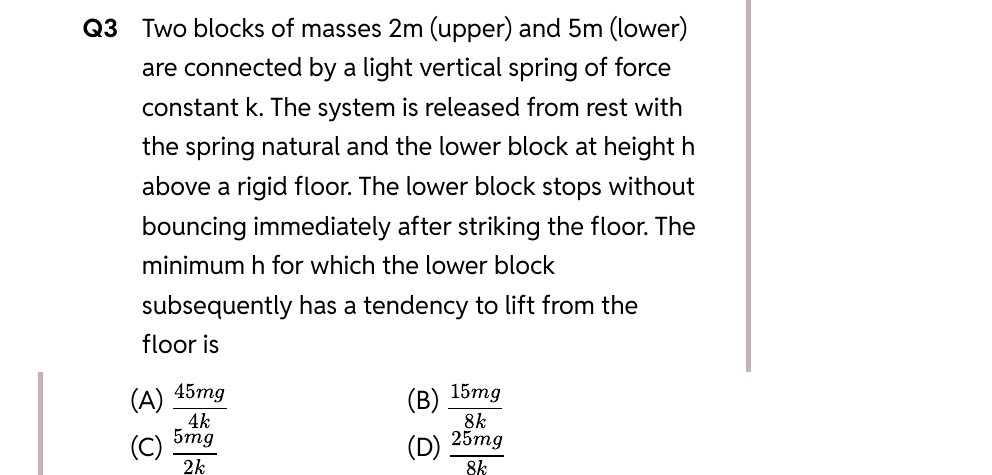 Q3 Two blocks of masses 2m (upper) and 5m (lower)
are connected by a light vertical spring of force
constant k. The system is released from rest with
the spring natural and the lower block at height h
above a rigid floor. The lower block stops without
bouncing immediately after striking the floor. The
minimum h for which the lower block
subsequently has a tendency to lift from the
floor is
(A) 45mg/4k (B) 15mg/8k
(C) 5mg/2k (D) 25mg/8k